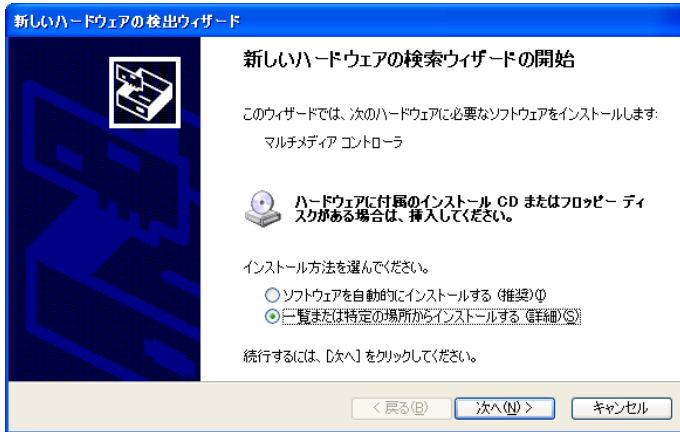 新しいハードウェアの検出ウィザード
新しいハードウェアの検索ウィザードの開始
このウィザードでは、次のハードウェアに必要なソフトウェアをインストールします:
マルチメディア コントローラ
ハードウェアに付属のインストール CD またはフロッピー ディ
スクがある場合は、挿入してください。
インストール方法を選んでください。
ソフトウェアを自動的にインストールする (推奨)(I)
一覧または特定の場所からインストールする (詳細)(S)
続行するには、[次へ] をクリックしてください。
< 戻る(B) 次へ(N) > キャンセル